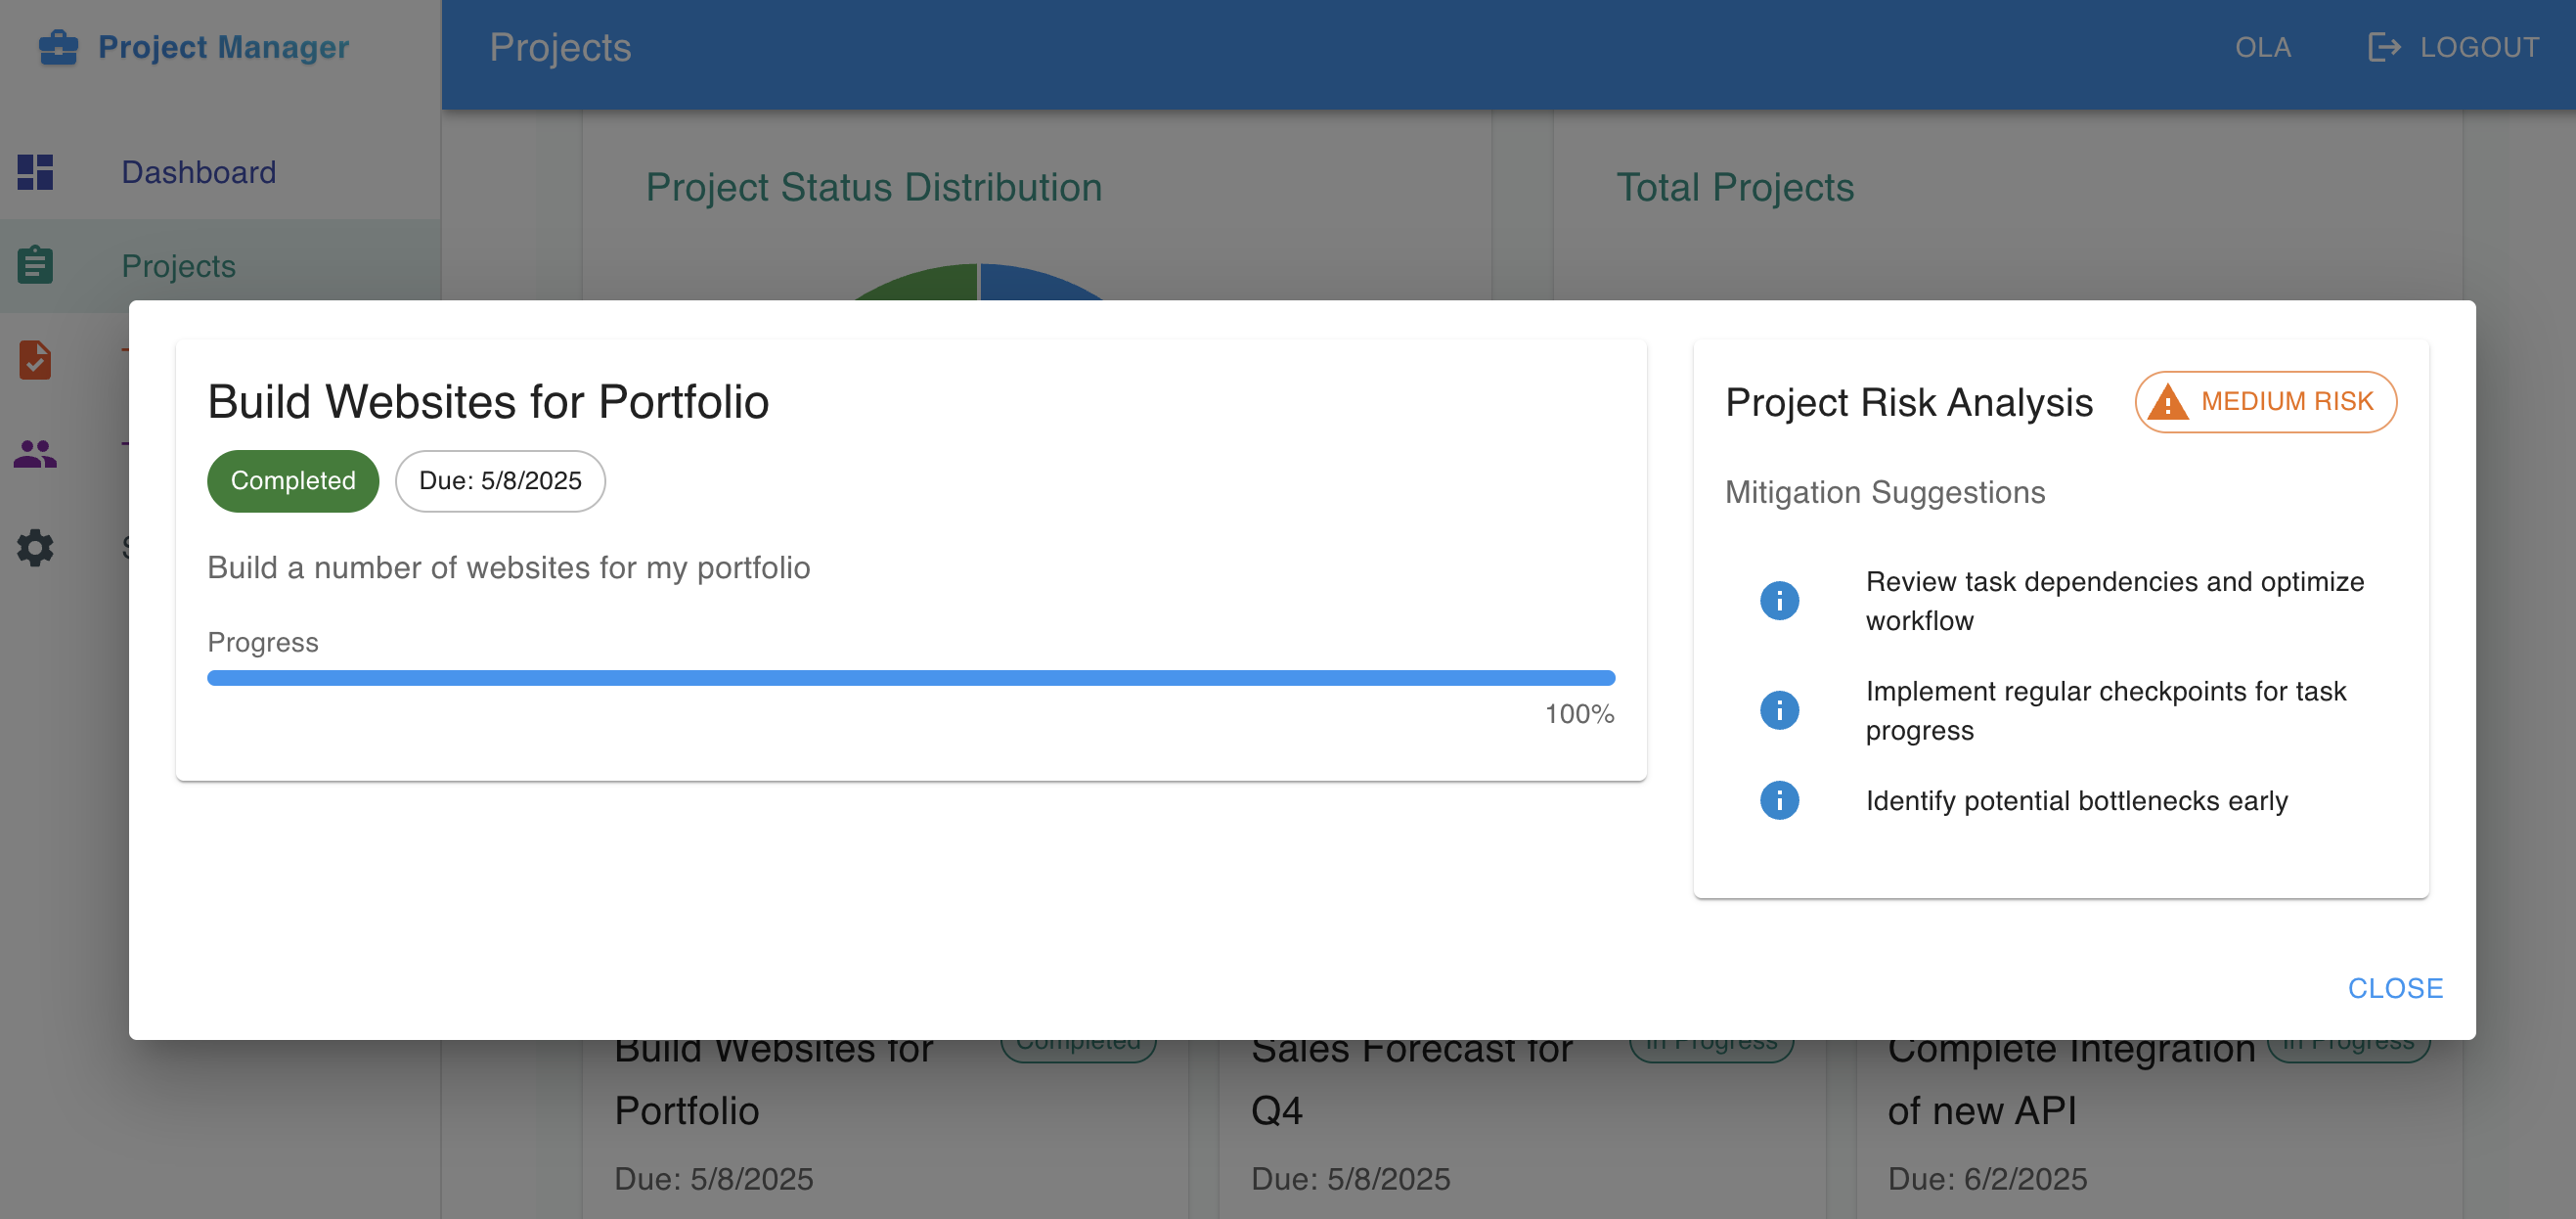 Project Manager
Projects
OLA
LOGOUT
Dashboard
Projects
Project Status Distribution
Total Projects
Build Websites for Portfolio
Completed
Due: 5/8/2025
Build a number of websites for my portfolio
Progress
100%
Project Risk Analysis
MEDIUM RISK
Mitigation Suggestions
Review task dependencies and optimize
workflow
Implement regular checkpoints for task
progress
Identify potential bottlenecks early
CLOSE
Build Websites for
Portfolio
Completed
Due: 5/8/2025
Sales Forecast for
Q4
In Progress
Due: 5/8/2025
Complete Integration
of new API
In Progress
Due: 6/2/2025